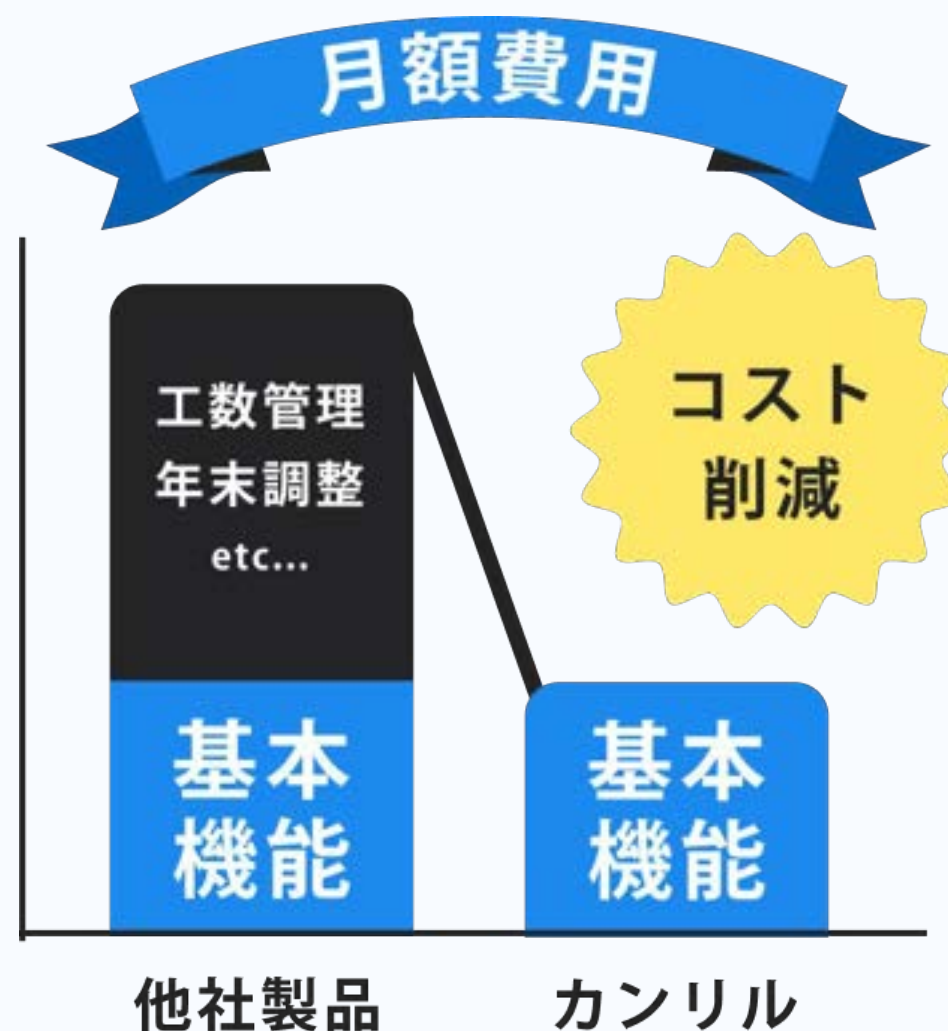 月額費用
工数管理
年末調整
etc...
基本
機能
コスト
削減
基本
機能
他社製品
カンリル